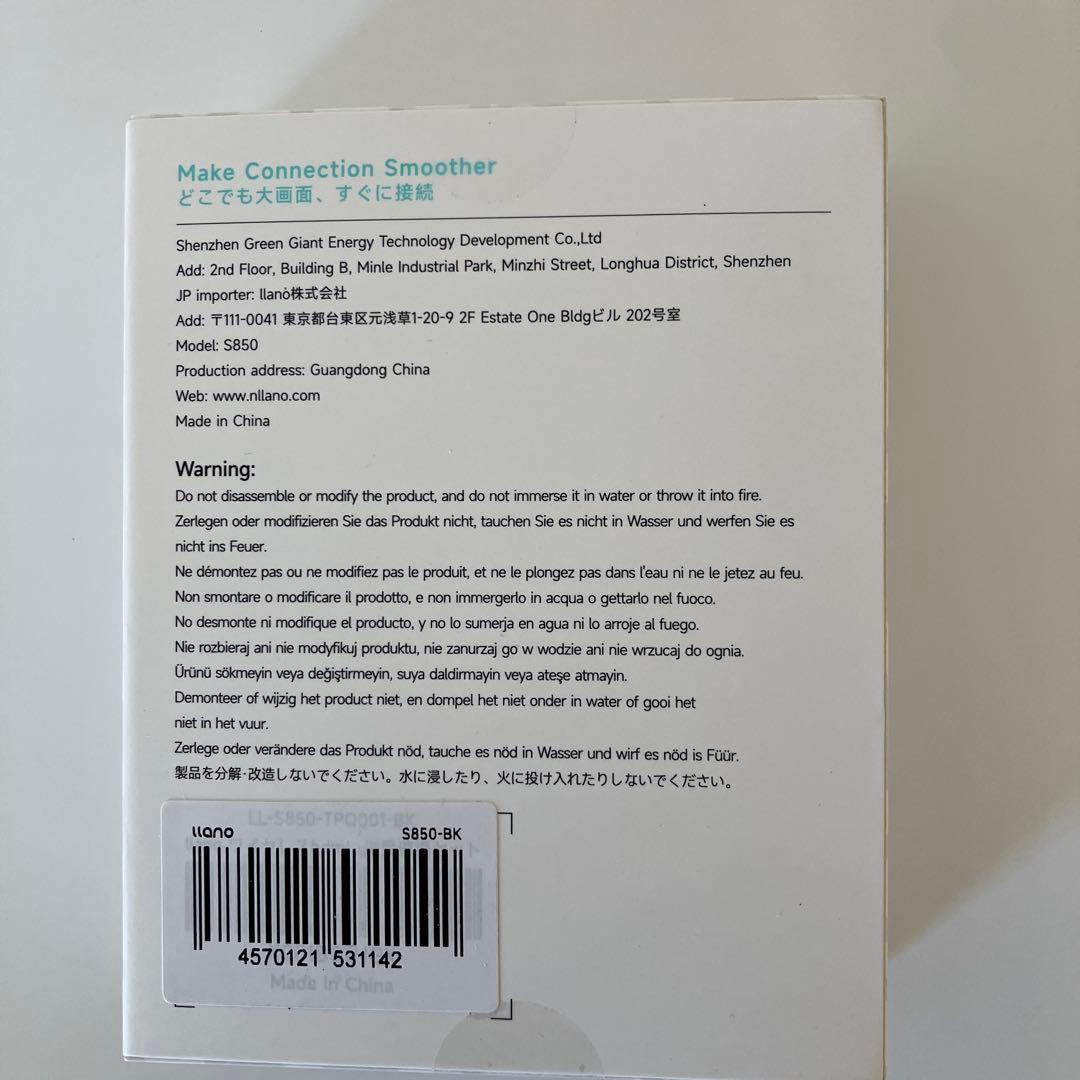 Make Connection Smoother
どこでも大画面、すぐに接続
Shenzhen Green Giant Energy Technology Development Co.,Ltd
Add: 2nd Floor, Building B, Minle Industrial Park, Minzhi Street, Longhua District, Shenzhen
JP importer: llanò株式会社
Add: 〒111-0041 東京都台東区元浅草1-20-9 2F Estate One Bldgビル 202号室
Model: S850
Production address: Guangdong China
Web: www.nllano.com
Made in China
Warning:
Do not disassemble or modify the product, and do not immerse it in water or throw it into fire.
Zerlegen oder modifizieren Sie das Produkt nicht, tauchen Sie es nicht in Wasser und werfen Sie es
nicht ins Feuer.
Ne démontez pas ou ne modifiez pas le produit, et ne le plongez pas dans l'eau ni ne le jetez au feu.
Non smontare o modificare il prodotto, e non immergerlo in acqua o gettarlo nel fuoco.
No desmonte ni modifique el producto, y no lo sumerja en agua ni lo arroje al fuego.
Nie rozbieraj ani nie modyfikuj produktu, nie zanurzaj go w wodzie ani nie wrzucaj do ognia.
Ürünü sökmeyin veya değiştirmeyin, suya daldirmayin veya ateşe atmayin.
Demonteer of wijzig het product niet, en dompel het niet onder in water of gooi het
niet in het vuur.
Zerlege oder verändere das Produkt nöd, tauche es nöd in Wasser und wirf es nöd is Füür.
製品を分解·改造しないでください。水に浸したり、火に投げ入れたりしないでください。
LL-S850-TPQ001-BK
llano S850-BK
4570121 531142
Made in China